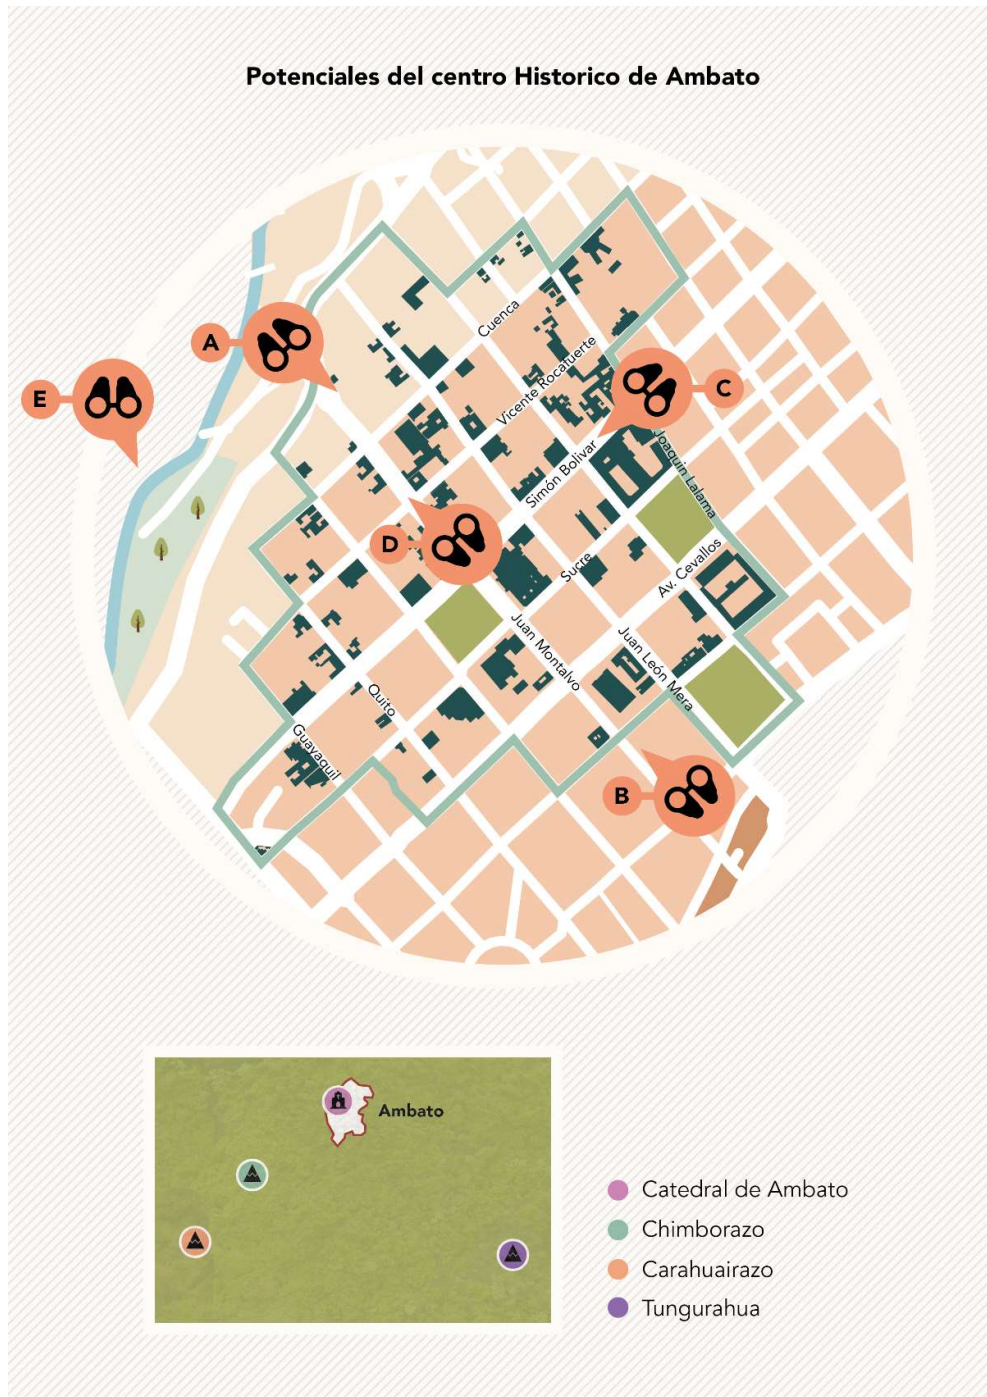 Potenciales del centro Historico de Ambato
A
E
C
D
B
Cuenca
Vicente Rocafuerte
Simón Bolivar
Joaquin Lalama
Sucre
Av. Cevallos
Juan Montalvo
Juan León Mera
Quito
Guayaquil
Ambato
Catedral de Ambato
Chimborazo
Carahuairazo
Tungurahua